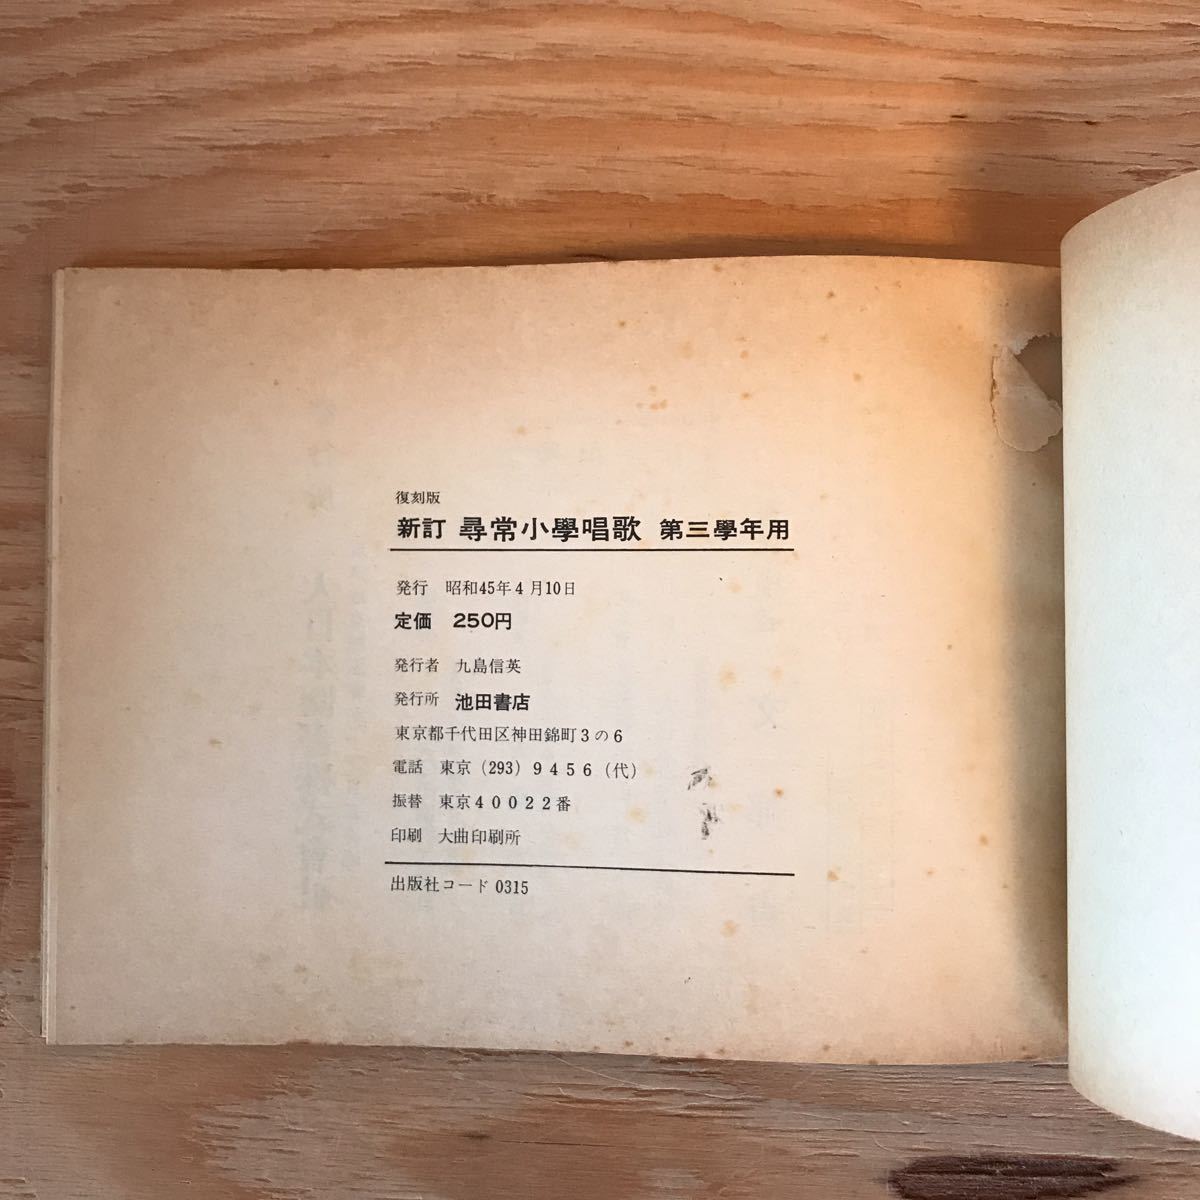 復刻版
新訂 尋常小學唱歌 第三學年用
発行 昭和45年4月10日
定価 250円
発行者 九島信英
発行所 池田書店
東京都千代田区神田錦町3の6
電話 東京(293)9456(代)
振替 東京40022番
印刷 大曲印刷所
出版社コード 0315